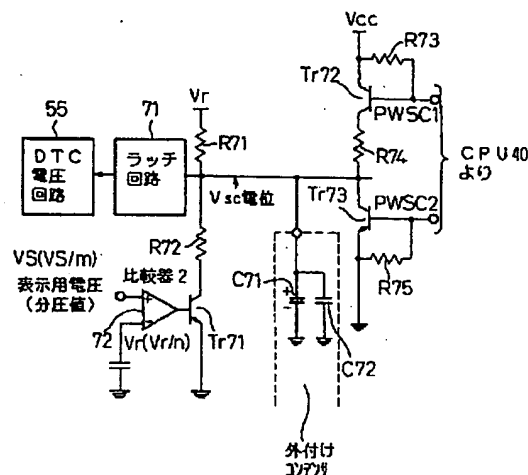 Vcc
R73
Tr72
PWSC1
55
71
Vr
R71
R74
CPU40
より
DTC
電圧
回路
ラッチ
回路
Vsc電位
Tr73
PWSC2
R72
R75
VS(VS/m)
表示用電圧
(分圧値)
比較器2
C71
+
-
72
Vr(Vr/n)
Tr71
C72
+
-
外付け
コンデンサ